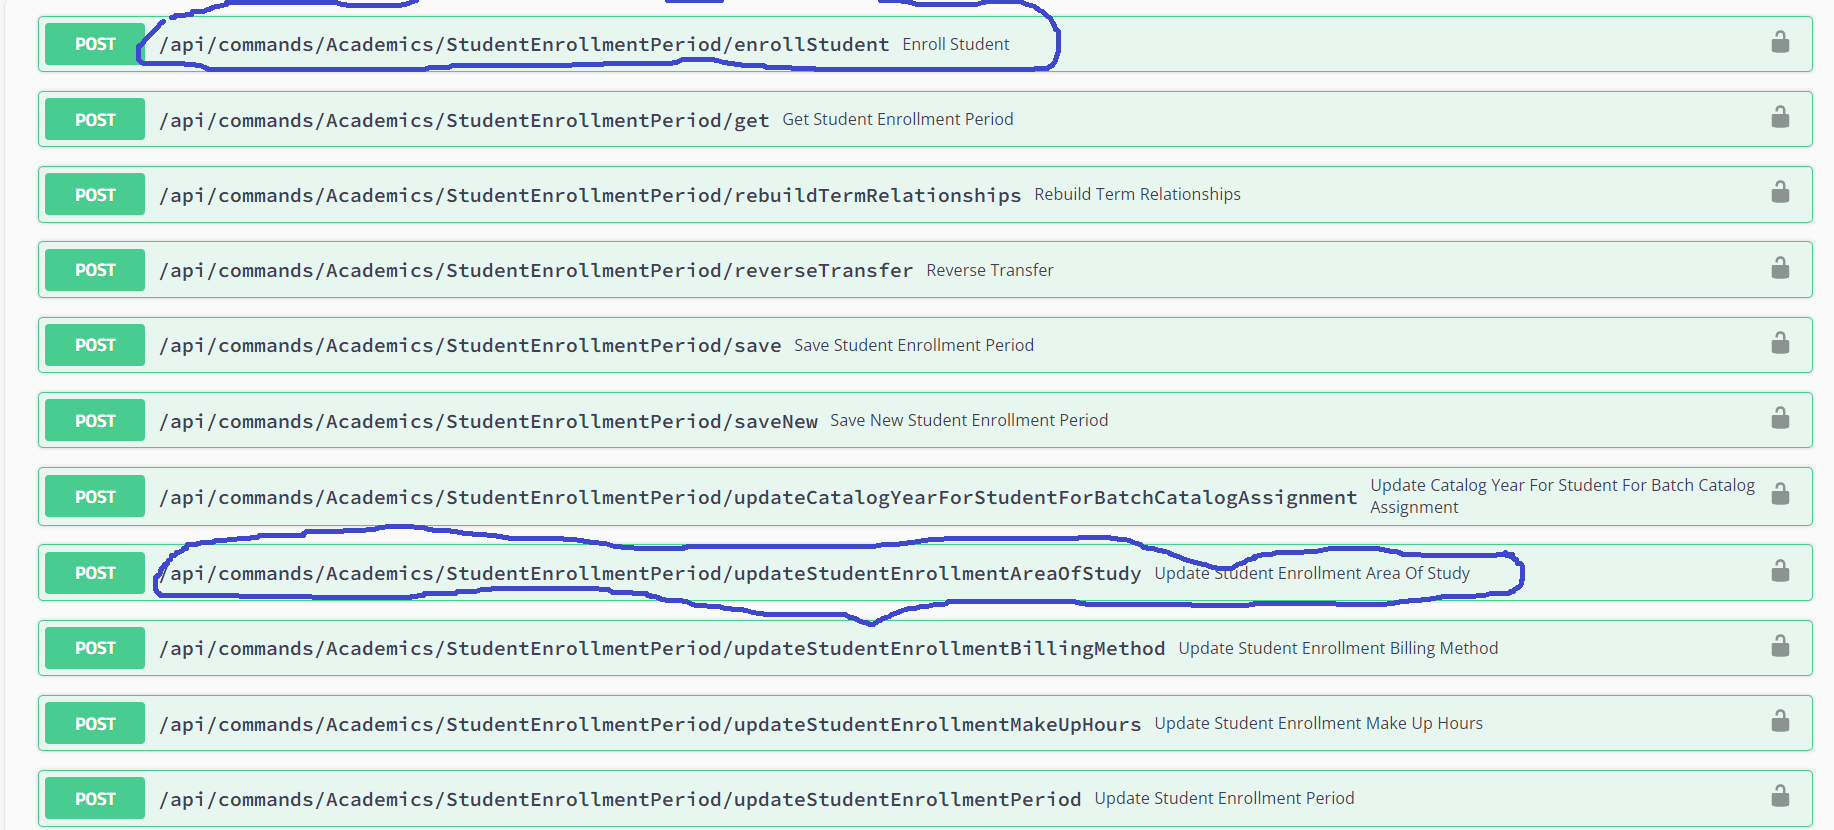 POST /api/commands/Academics/StudentEnrollmentPeriod/enrollStudent Enroll Student
POST /api/commands/Academics/StudentEnrollmentPeriod/get Get Student Enrollment Period
POST /api/commands/Academics/StudentEnrollmentPeriod/rebuildTermRelationships Rebuild Term Relationships
POST /api/commands/Academics/StudentEnrollmentPeriod/reverseTransfer Reverse Transfer
POST /api/commands/Academics/StudentEnrollmentPeriod/save Save Student Enrollment Period
POST /api/commands/Academics/StudentEnrollmentPeriod/saveNew Save New Student Enrollment Period
POST /api/commands/Academics/StudentEnrollmentPeriod/updateCatalogYearForStudentForBatchCatalogAssignment Update Catalog Year For Student For Batch Catalog
Assignment
POST /api/commands/Academics/StudentEnrollmentPeriod/updateStudentEnrollmentAreaOfStudy Update Student Enrollment Area Of Study
POST /api/commands/Academics/StudentEnrollmentPeriod/updateStudentEnrollmentBillingMethod Update Student Enrollment Billing Method
POST /api/commands/Academics/StudentEnrollmentPeriod/updateStudentEnrollmentMakeUpHours Update Student Enrollment Make Up Hours
POST /api/commands/Academics/StudentEnrollmentPeriod/updateStudentEnrollmentPeriod Update Student Enrollment Period